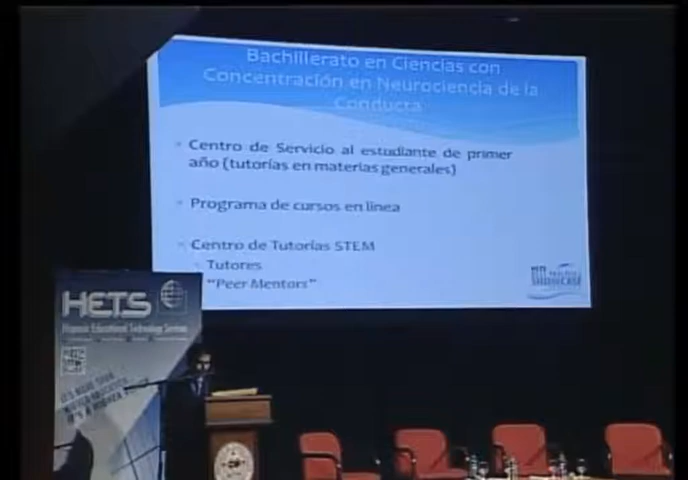 Bachillerato en Ciencias con
Concentración en Neurociencia de la
Conducta
Centro de Servicio al estudiante de primer
año (tutorías en materias generales)
Programa de cursos en línea
Centro de Tutorías STEM
Tutores
"Peer Mentors"
SHOWCASE
HETS
Hispanic Educational Technology Services